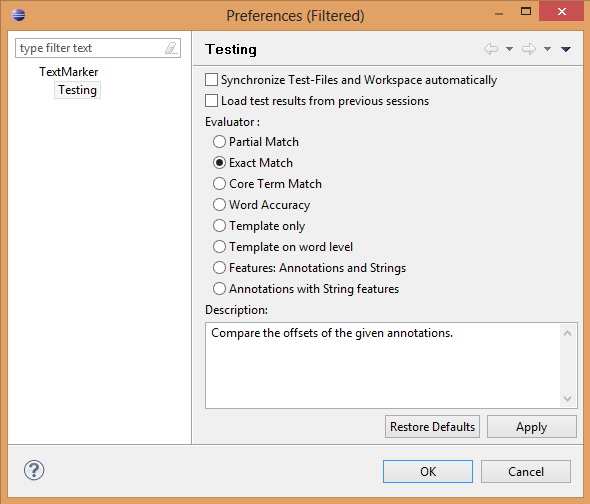 Preferences (Filtered)
type filter text
TextMarker
Testing
Testing
Synchronize Test-Files and Workspace automatically
Load test results from previous sessions
Evaluator :
Partial Match
Exact Match
Core Term Match
Word Accuracy
Template only
Template on word level
Features: Annotations and Strings
Annotations with String features
Description:
Compare the offsets of the given annotations.
Restore Defaults Apply
? OK Cancel